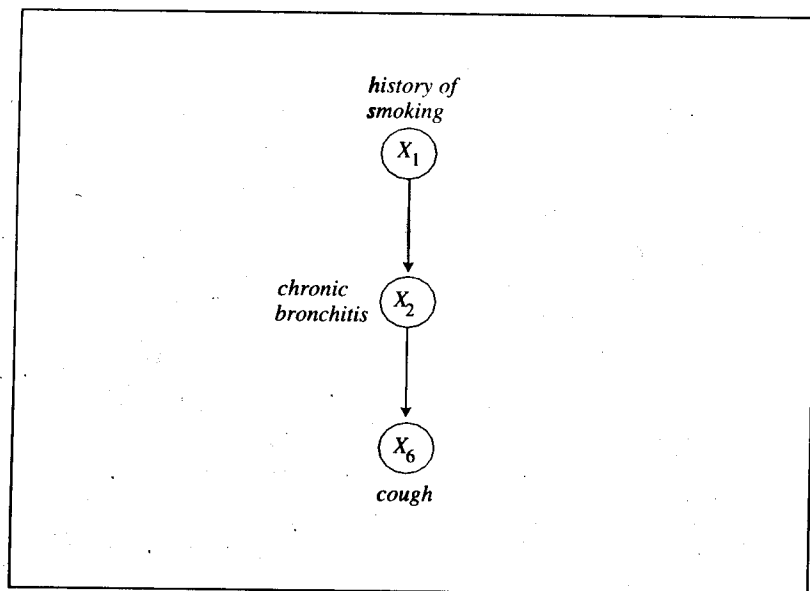 history of
smoking
X1
chronic
bronchitis
X2
X6
cough